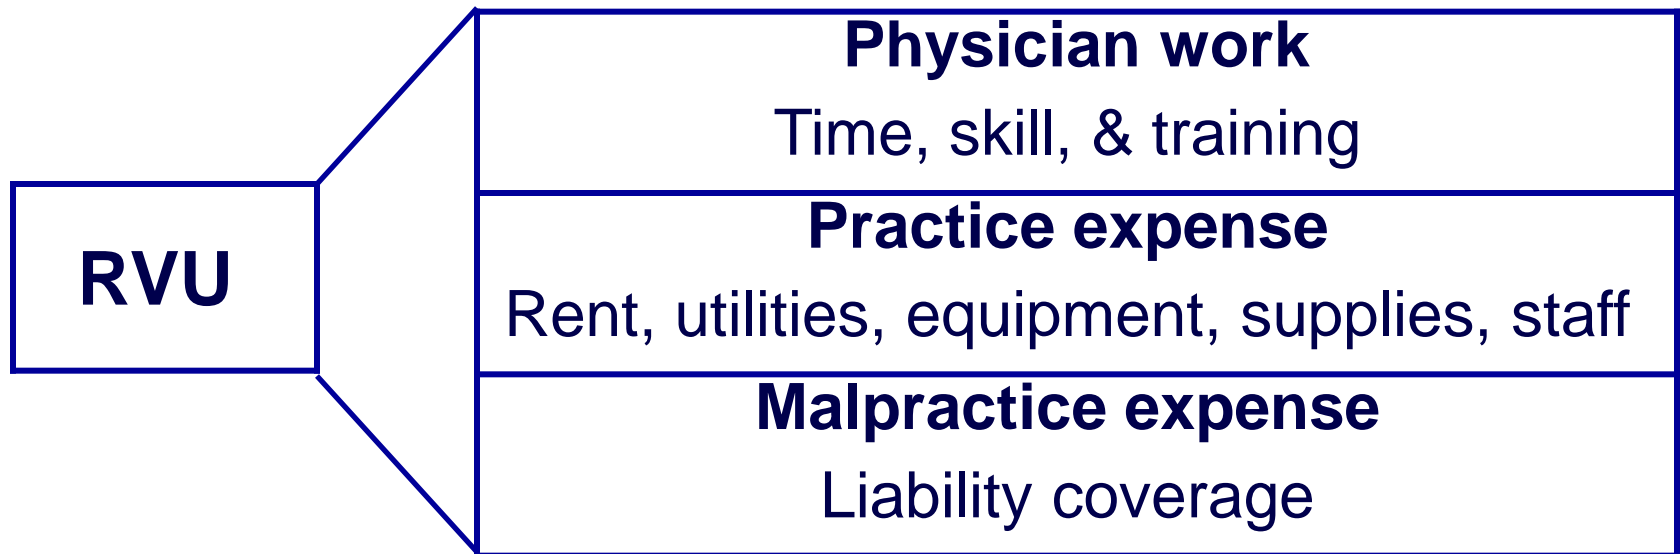 RVU
Physician work
Time, skill, & training
Practice expense
Rent, utilities, equipment, supplies, staff
Malpractice expense
Liability coverage